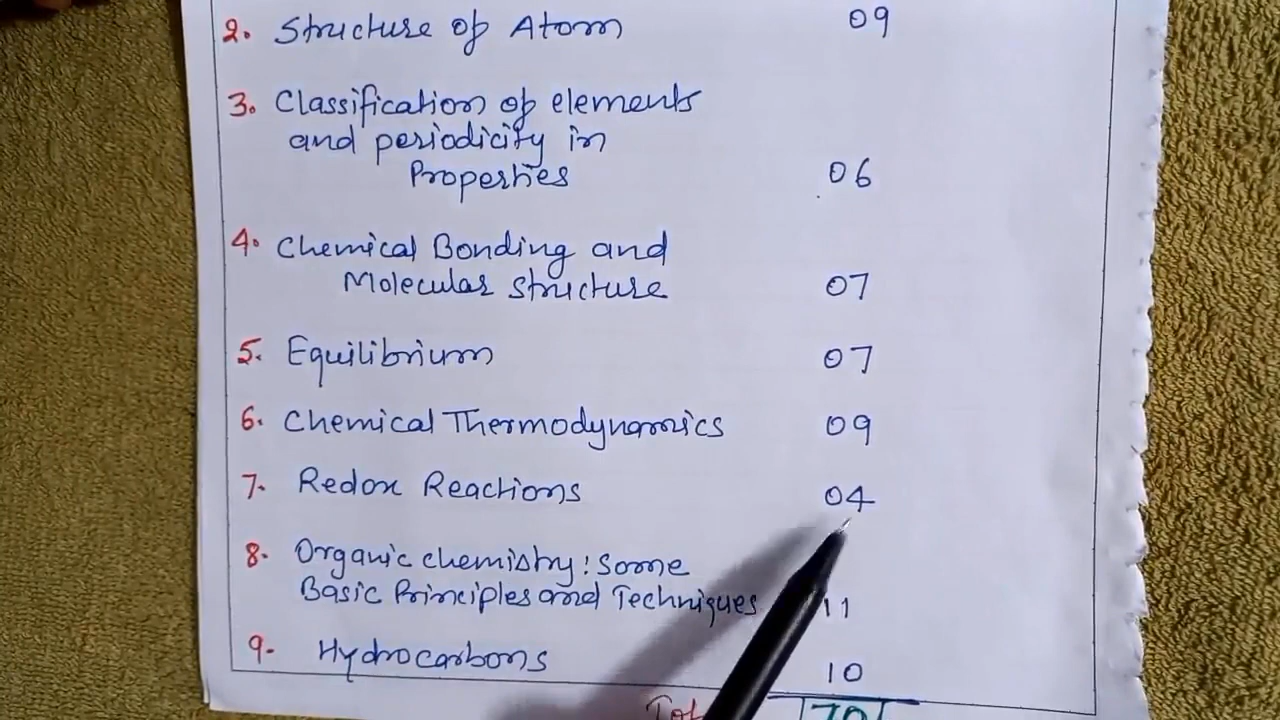 2. Structure of Atom 09
3. Classification of elements
and periodicity in
Properties 06
4. Chemical Bonding and
Molecular Structure 07
5. Equilibrium 07
6. Chemical Thermodynamics 09
7. Redox Reactions 04
8. Organic chemistry: Some
Basic Principles and Techniques 11
9. Hydrocarbons 10
70